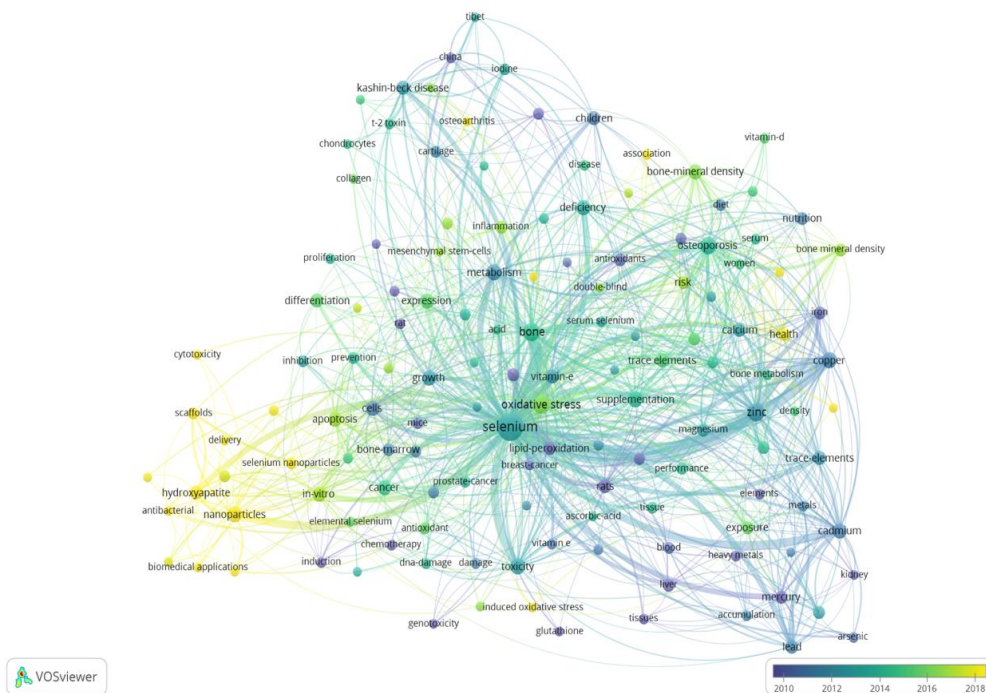 tibet
china
iodine
kashin-beck disease
osteoarthritis
children
t-2 toxin
chondrocytes
cartilage
vitamin-d
association
disease
bone-mineral density
collagen
diet
deficiency
nutrition
inflammation
osteoporosis
serum
mesenchymal stem-cells
bone mineral density
proliferation
antioxidants
women
metabolism
double-blind
risk
differentiation
expression
iron
rat
serum selenium
acid
bone
calcium
health
cytotoxicity
inhibition
prevention
trace elements
copper
growth
vitamin-e
bone metabolism
scaffolds
cells
oxidative stress
supplementation
zinc
density
apoptosis
mice
selenium
magnesium
delivery
bone-marrow
lipid-peroxidation
selenium nanoparticles
breast-cancer
performance
trace-elements
prostate-cancer
hydroxyapatite
in-vitro
cancer
rats
elements
antibacterial
nanoparticles
tissue
metals
elemental selenium
ascorbic-acid
antioxidant
exposure
cadmium
chemotherapy
vitamin e
blood
heavy metals
biomedical applications
induction
dna-damage
damage
toxicity
kidney
liver
mercury
induced oxidative stress
tissues
accumulation
genotoxicity
glutathione
arsenic
lead
VOSviewer
2010
2012
2014
2016
2018